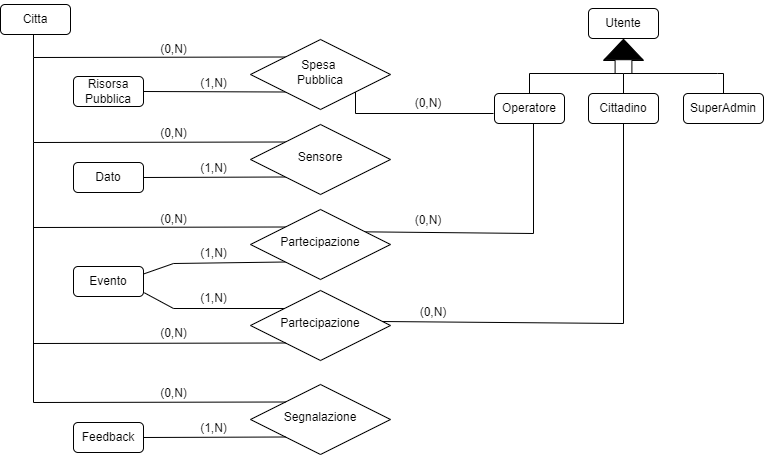 Citta
Utente
(0,N)
Spesa
Pubblica
Risorsa
Pubblica
(1,N)
(0,N)
Operatore
Cittadino
SuperAdmin
(0,N)
Sensore
Dato
(1,N)
(0,N)
(0,N)
Partecipazione
(1,N)
Evento
(1,N)
(0,N)
Partecipazione
(0,N)
(0,N)
Segnalazione
Feedback
(1,N)